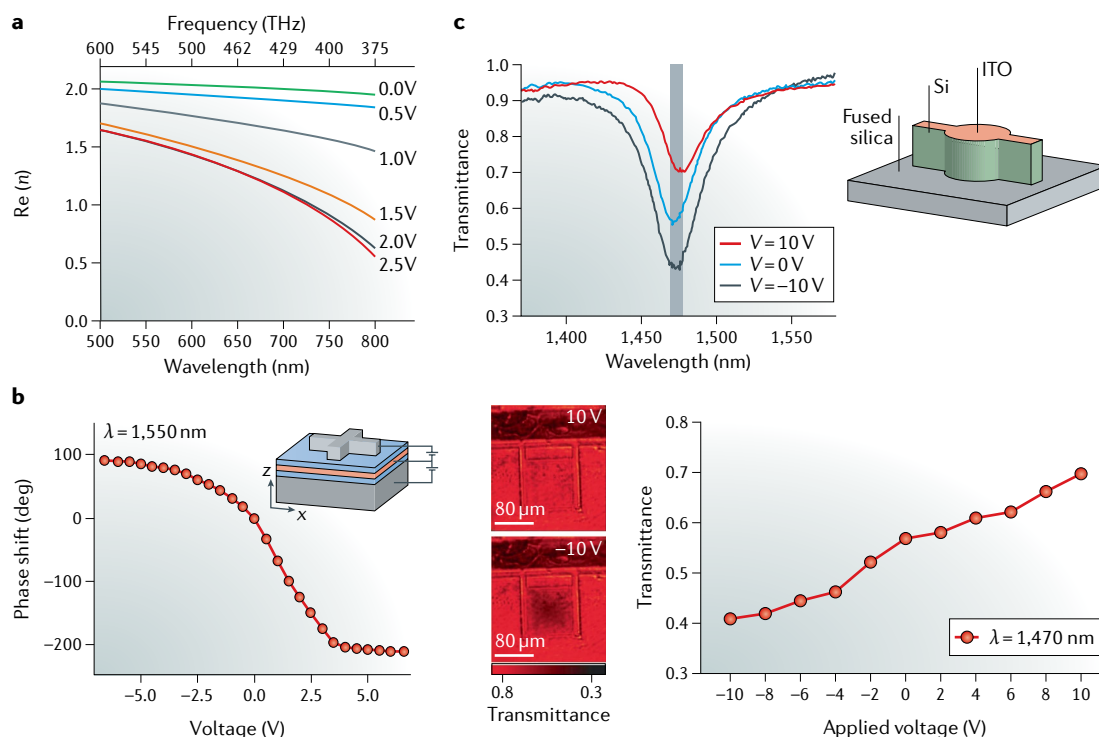 a
Frequency (THz)
600 545 500 462 429 400 375
Re (n)
2.0
1.5
1.0
0.5
0.0
0.0 V
0.5 V
1.0 V
1.5 V
2.0 V
2.5 V
500 550 600 650 700 750 800
Wavelength (nm)
c
Transmittance
1.0
0.9
0.8
0.7
0.6
0.5
0.4
0.3
V = 10 V
V = 0 V
V = −10 V
1,400 1,450 1,500 1,550
Wavelength (nm)
ITO
Si
Fused
silica
b
λ = 1,550 nm
Phase shift (deg)
100
0
−100
−200
z
x
−5.0 −2.5 0.0 2.5 5.0
Voltage (V)
10 V
80 µm
−10 V
80 µm
0.8 0.3
Transmittance
Transmittance
0.8
0.7
0.6
0.5
0.4
0.3
λ = 1,470 nm
−10 −8 −6 −4 −2 0 2 4 6 8 10
Applied voltage (V)